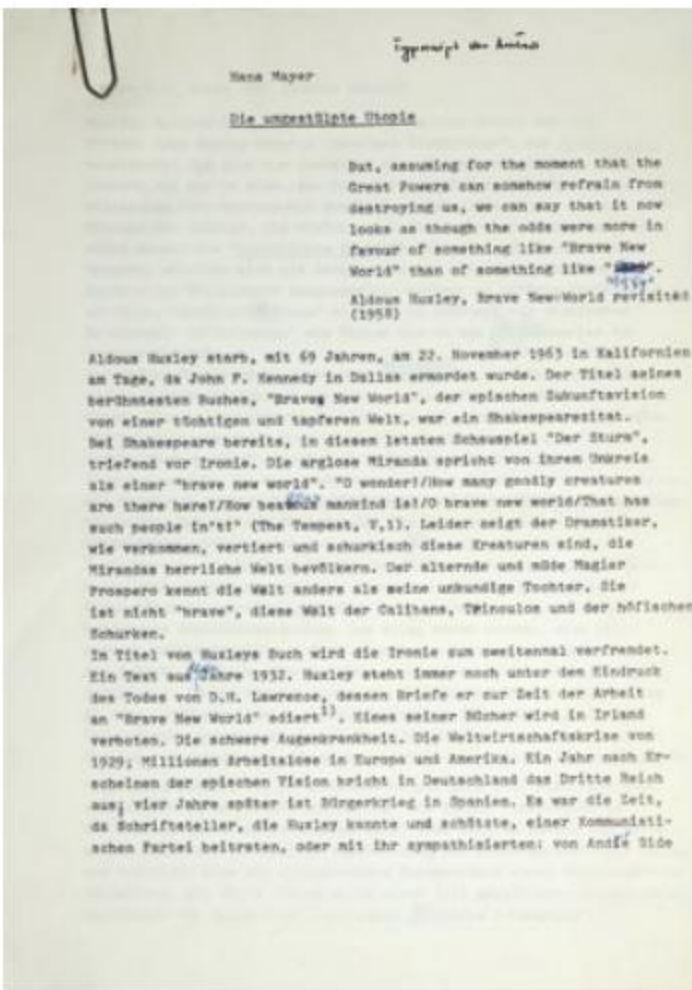 Typoscript des Autors
Hans Mayer
Die umgestülpte Utopie
But, assuming for the moment that the
Great Powers can somehow refrain from
destroying us, we can say that it now
looks as though the odds were more in
favour of something like "Brave New
World" than of something like "
".
"1984"
Aldous Huxley, Brave New World revisited
(1958)
Aldous Huxley starb, mit 69 Jahren, am 22. November 1963 in Kalifornien
am Tage, da John F. Kennedy in Dallas ermordet wurde. Der Titel seines
berühmtesten Buches, "Brave New World", der epischen Zukunftsvision
von einer tüchtigen und tapferen Welt, war ein Shakespearezitat.
Bei Shakespeare bereits, in diesem letzten Schauspiel "Der Sturm",
triefend vor Ironie. Die arglose Miranda spricht von ihrem Umkreis
als einer "brave new world". "O wonder!/How many goodly creatures
are there here!/How beauteous mankind is!/O brave new world/That has
such people in't!" (The Tempest, V,1). Leider zeigt der Dramatiker,
wie verkommen, vertiert und schurkisch diese Kreaturen sind, die
Mirandas herrliche Welt bevölkern. Der alternde und müde Magier
Prospero kennt die Welt anders als seine unkundige Tochter. Sie
ist nicht "brave", diese Welt der Calibans, Trinculos und der höfischen
Schurken.
Im Titel von Huxleys Buch wird die Ironie zum zweitenmal verfremdet.
Ein Text aus dem Jahre 1932. Huxley steht immer noch unter den Eindruck
des Todes von D.H. Lawrence, dessen Briefe er zur Zeit der Arbeit
an "Brave New World" ediert1). Eines seiner Bücher wird in Irland
verboten. Die schwere Augenkrankheit. Die Weltwirtschaftskrise von
1929; Millionen Arbeitslose in Europa und Amerika. Ein Jahr nach Er-
scheinen der epischen Vision bricht in Deutschland das Dritte Reich
aus; vier Jahre später ist Bürgerkrieg in Spanien. Es war die Zeit,
da Schriftsteller, die Huxley kannte und schätzte, einer Kommunisti-
schen Partei beitraten, oder mit ihr sympathisierten: von André Gide